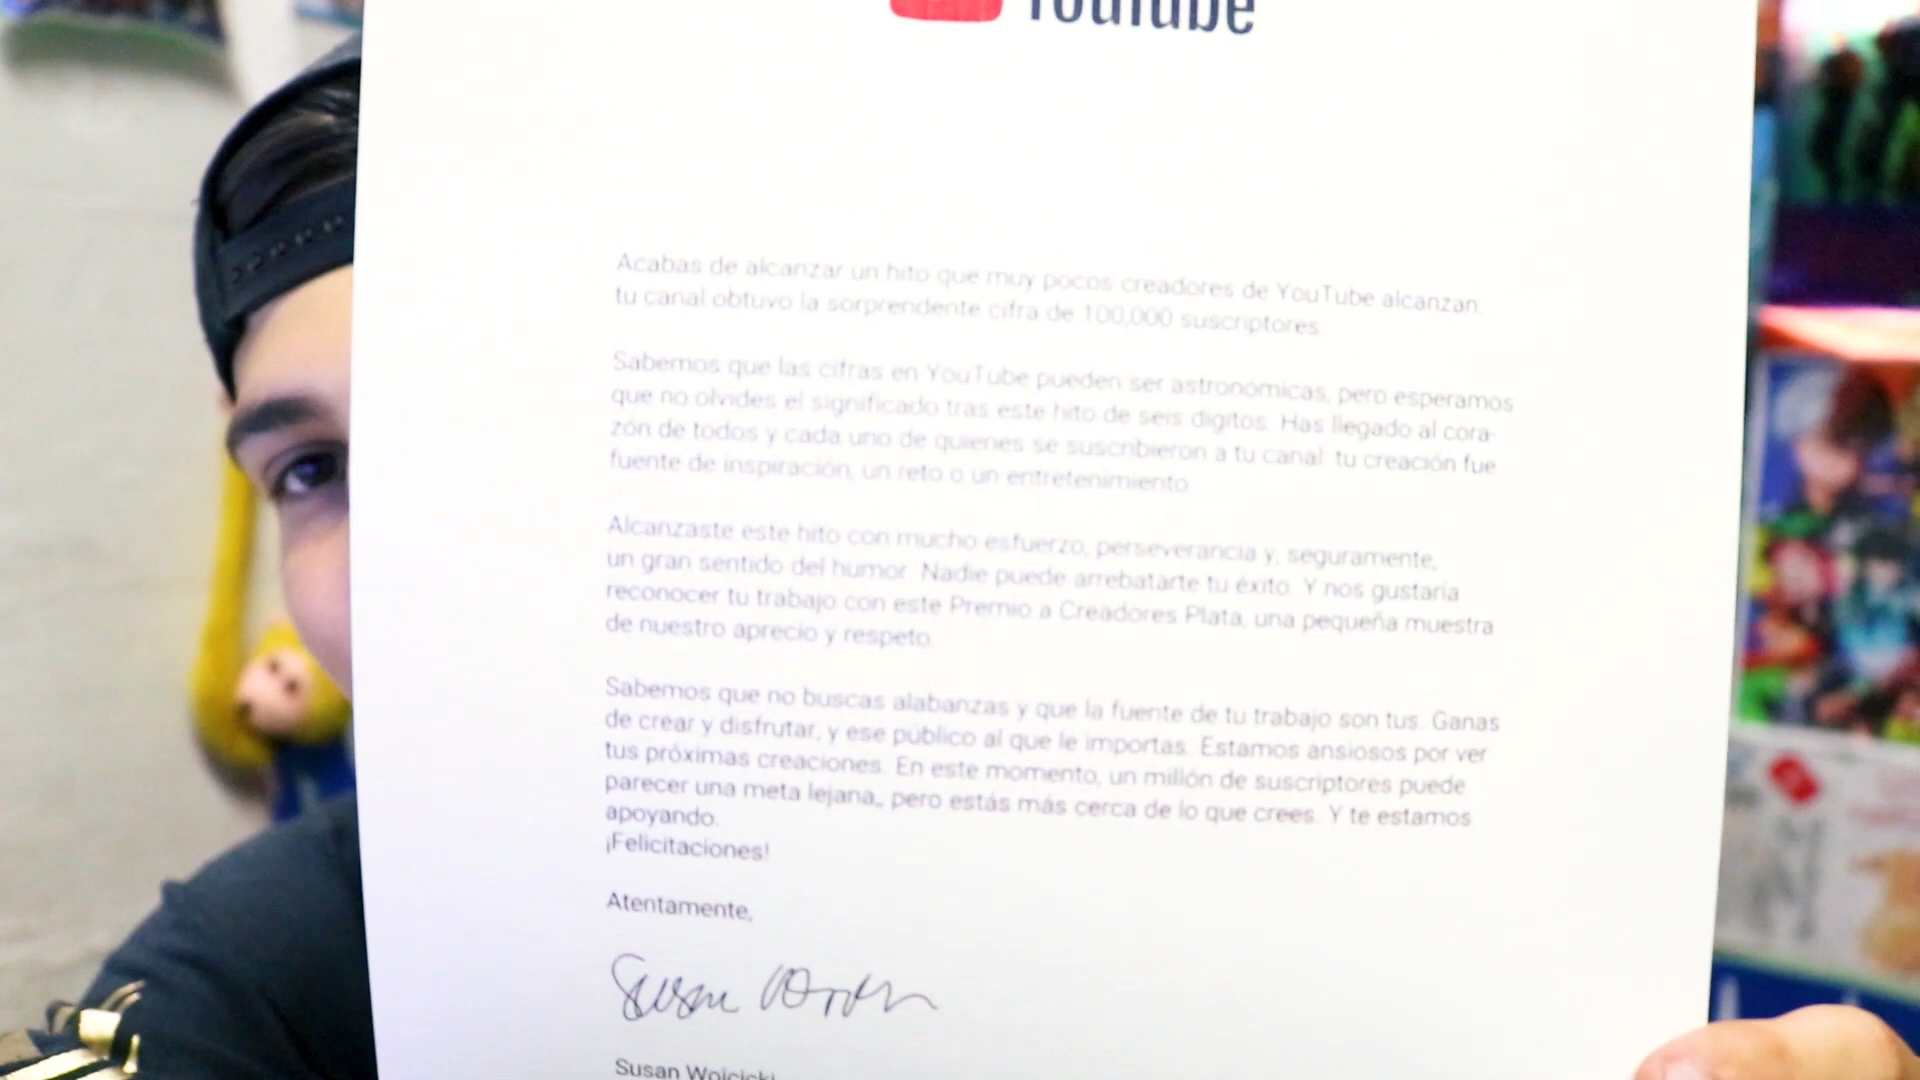 YouTube
Acabas de alcanzar un hito que muy pocos creadores de YouTube alcanzan:
tu canal obtuvo la sorprendente cifra de 100,000 suscriptores.
Sabemos que las cifras en YouTube pueden ser astronómicas, pero esperamos
que no olvides el significado tras este hito de seis dígitos. Has llegado al cora-
zón de todos y cada uno de quienes se suscribieron a tu canal: tu creación fue
fuente de inspiración, un reto o un entretenimiento.
Alcanzaste este hito con mucho esfuerzo, perseverancia y, seguramente,
un gran sentido del humor. Nadie puede arrebatarte tu éxito. Y nos gustaría
reconocer tu trabajo con este Premio a Creadores Plata, una pequeña muestra
de nuestro aprecio y respeto.
Sabemos que no buscas alabanzas y que la fuente de tu trabajo son tus. Ganas
de crear y disfrutar, y ese público al que le importas. Estamos ansiosos por ver
tus próximas creaciones. En este momento, un millón de suscriptores puede
parecer una meta lejana., pero estás más cerca de lo que crees. Y te estamos
apoyando.
¡Felicitaciones!
Atentamente,
Susan Wojcicki